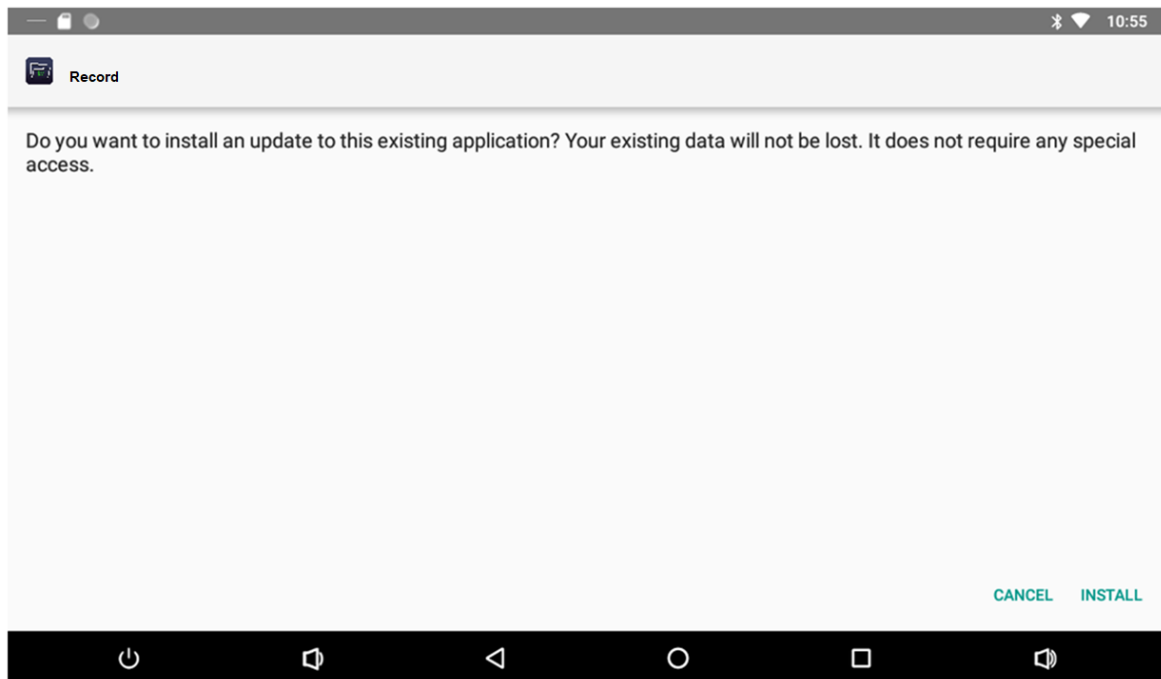 10:55
Record
Do you want to install an update to this existing application? Your existing data will not be lost. It does not require any special
access.
CANCEL INSTALL